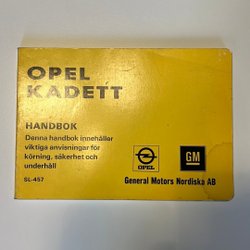 OPEL
KADETT
HANDBOK
Denna handbok innehåller
viktiga anvisningar för
körning, säkerhet och
underhåll
SL-457
OPEL
GM
General Motors Nordiska AB